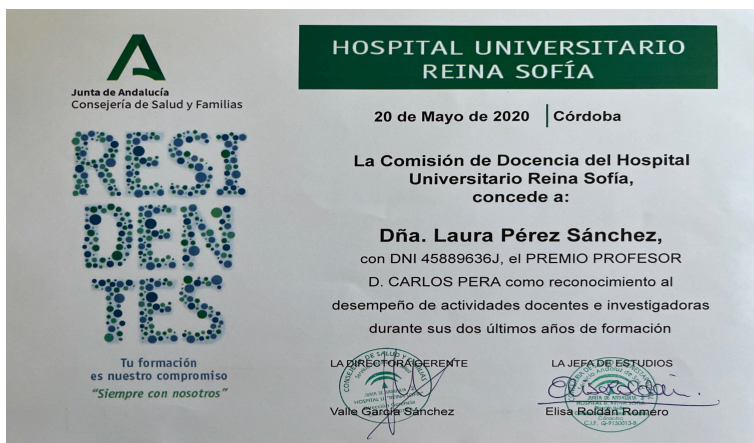 Junta de Andalucía
Consejería de Salud y Familias
RESI
DEN
TES
Tu formación
es nuestro compromiso
“Siempre con nosotros”
HOSPITAL UNIVERSITARIO
REINA SOFÍA
20 de Mayo de 2020 Córdoba
La Comisión de Docencia del Hospital
Universitario Reina Sofía,
concede a:
Dña. Laura Pérez Sánchez,
con DNI 45889636J, el PREMIO PROFESOR
D. CARLOS PERA como reconocimiento al
desempeño de actividades docentes e investigadoras
durante sus dos últimos años de formación
LA DIRECTORA GERENTE
Valle García Sánchez
LA JEFA DE ESTUDIOS
Elisa Roldán Romero
C.I.F. Q-9150013-B